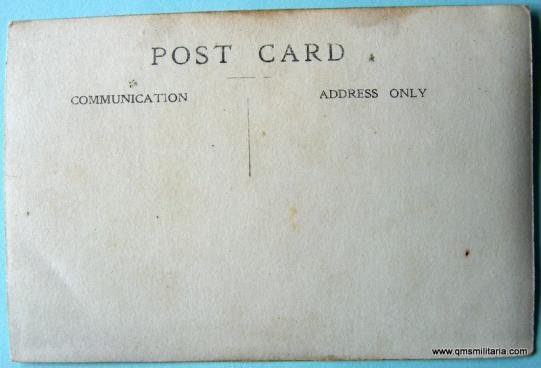 POST CARD
COMMUNICATION
ADDRESS ONLY
www.qmsmilitaria.com